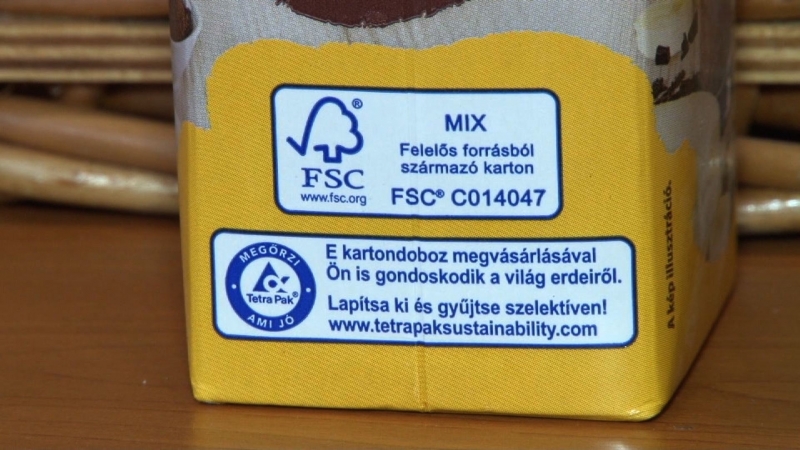 ®
FSC
www.fsc.org
MIX
Felelős forrásból
származó karton
FSC® C014047
MEGŐRZI
Tetra Pak®
AMI JÓ
E kartondoboz megvásárlásával
Ön is gondoskodik a világ erdeiről.
Lapítsa ki és gyűjtse szelektíven!
www.tetrapaksustainability.com
A kép illusztráció.